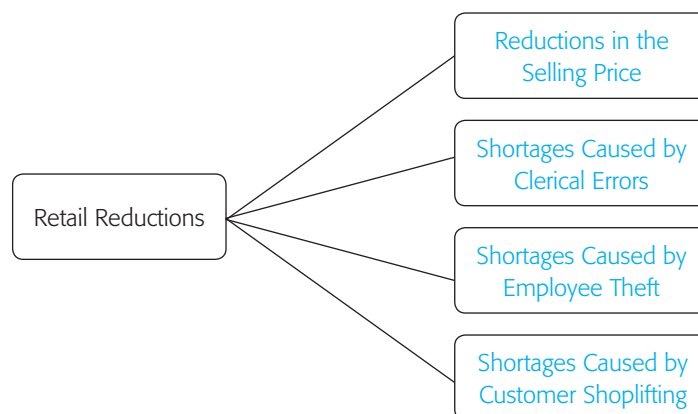 Reductions in the
Selling Price
Shortages Caused by
Clerical Errors
Retail Reductions
Shortages Caused by
Employee Theft
Shortages Caused by
Customer Shoplifting